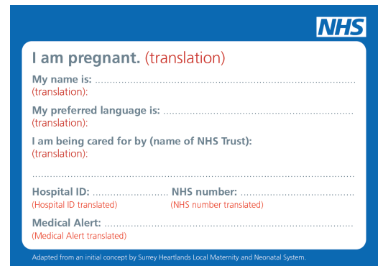 NHS
I am pregnant. (translation)
My name is: ........................................................................................
(translation):
My preferred language is: ................................................................
(translation):
I am being cared for by (name of NHS Trust):
(translation):
..............................................................................................................
Hospital ID: ......................... NHS number: .....................................
(Hospital ID translated) (NHS number translated)
Medical Alert: ..................................................................................
(Medical Alert translated)
Adapted from an initial concept by Surrey Heartlands Local Maternity and Neonatal System.